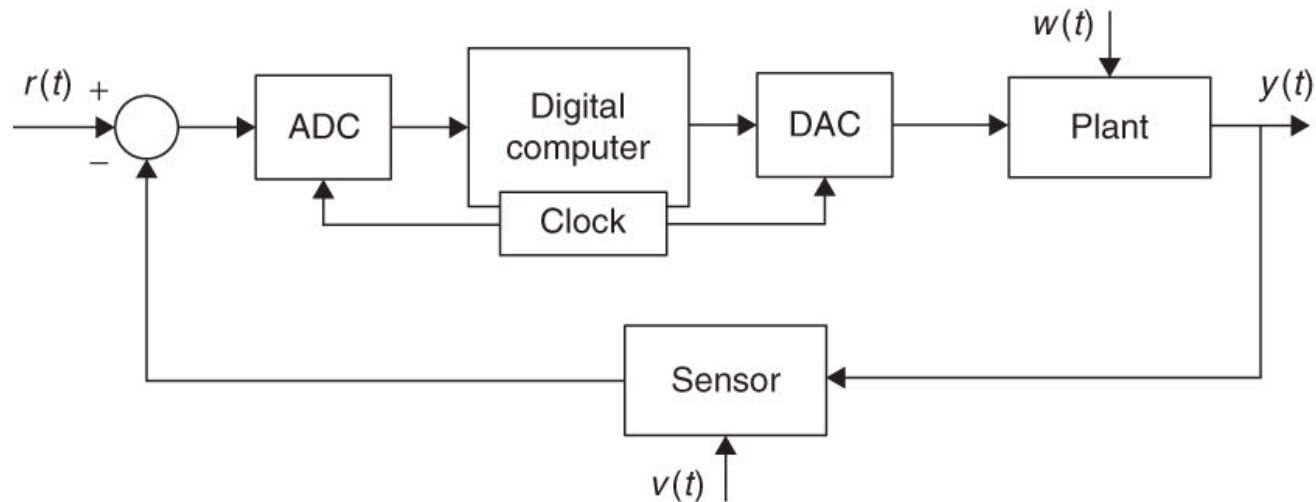 w(t)
r(t)
+
−
ADC
Digital
computer
DAC
Plant
y(t)
Clock
Sensor
v(t)